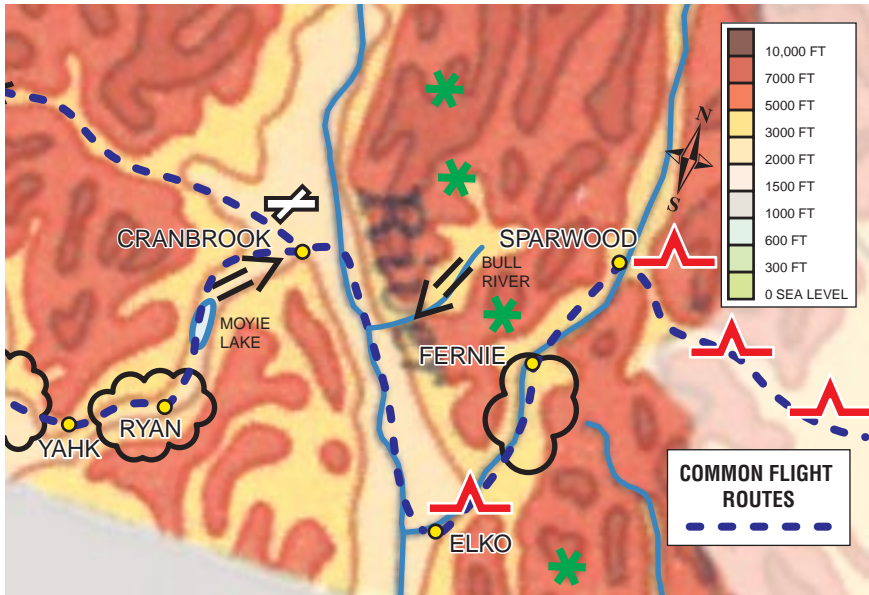 10,000 FT
7000 FT
5000 FT
3000 FT
2000 FT
1500 FT
1000 FT
600 FT
300 FT
0 SEA LEVEL
N
S
CRANBROOK
SPARWOOD
BULL
RIVER
MOYIE
LAKE
FERNIE
RYAN
YAHK
ELKO
COMMON FLIGHT
ROUTES